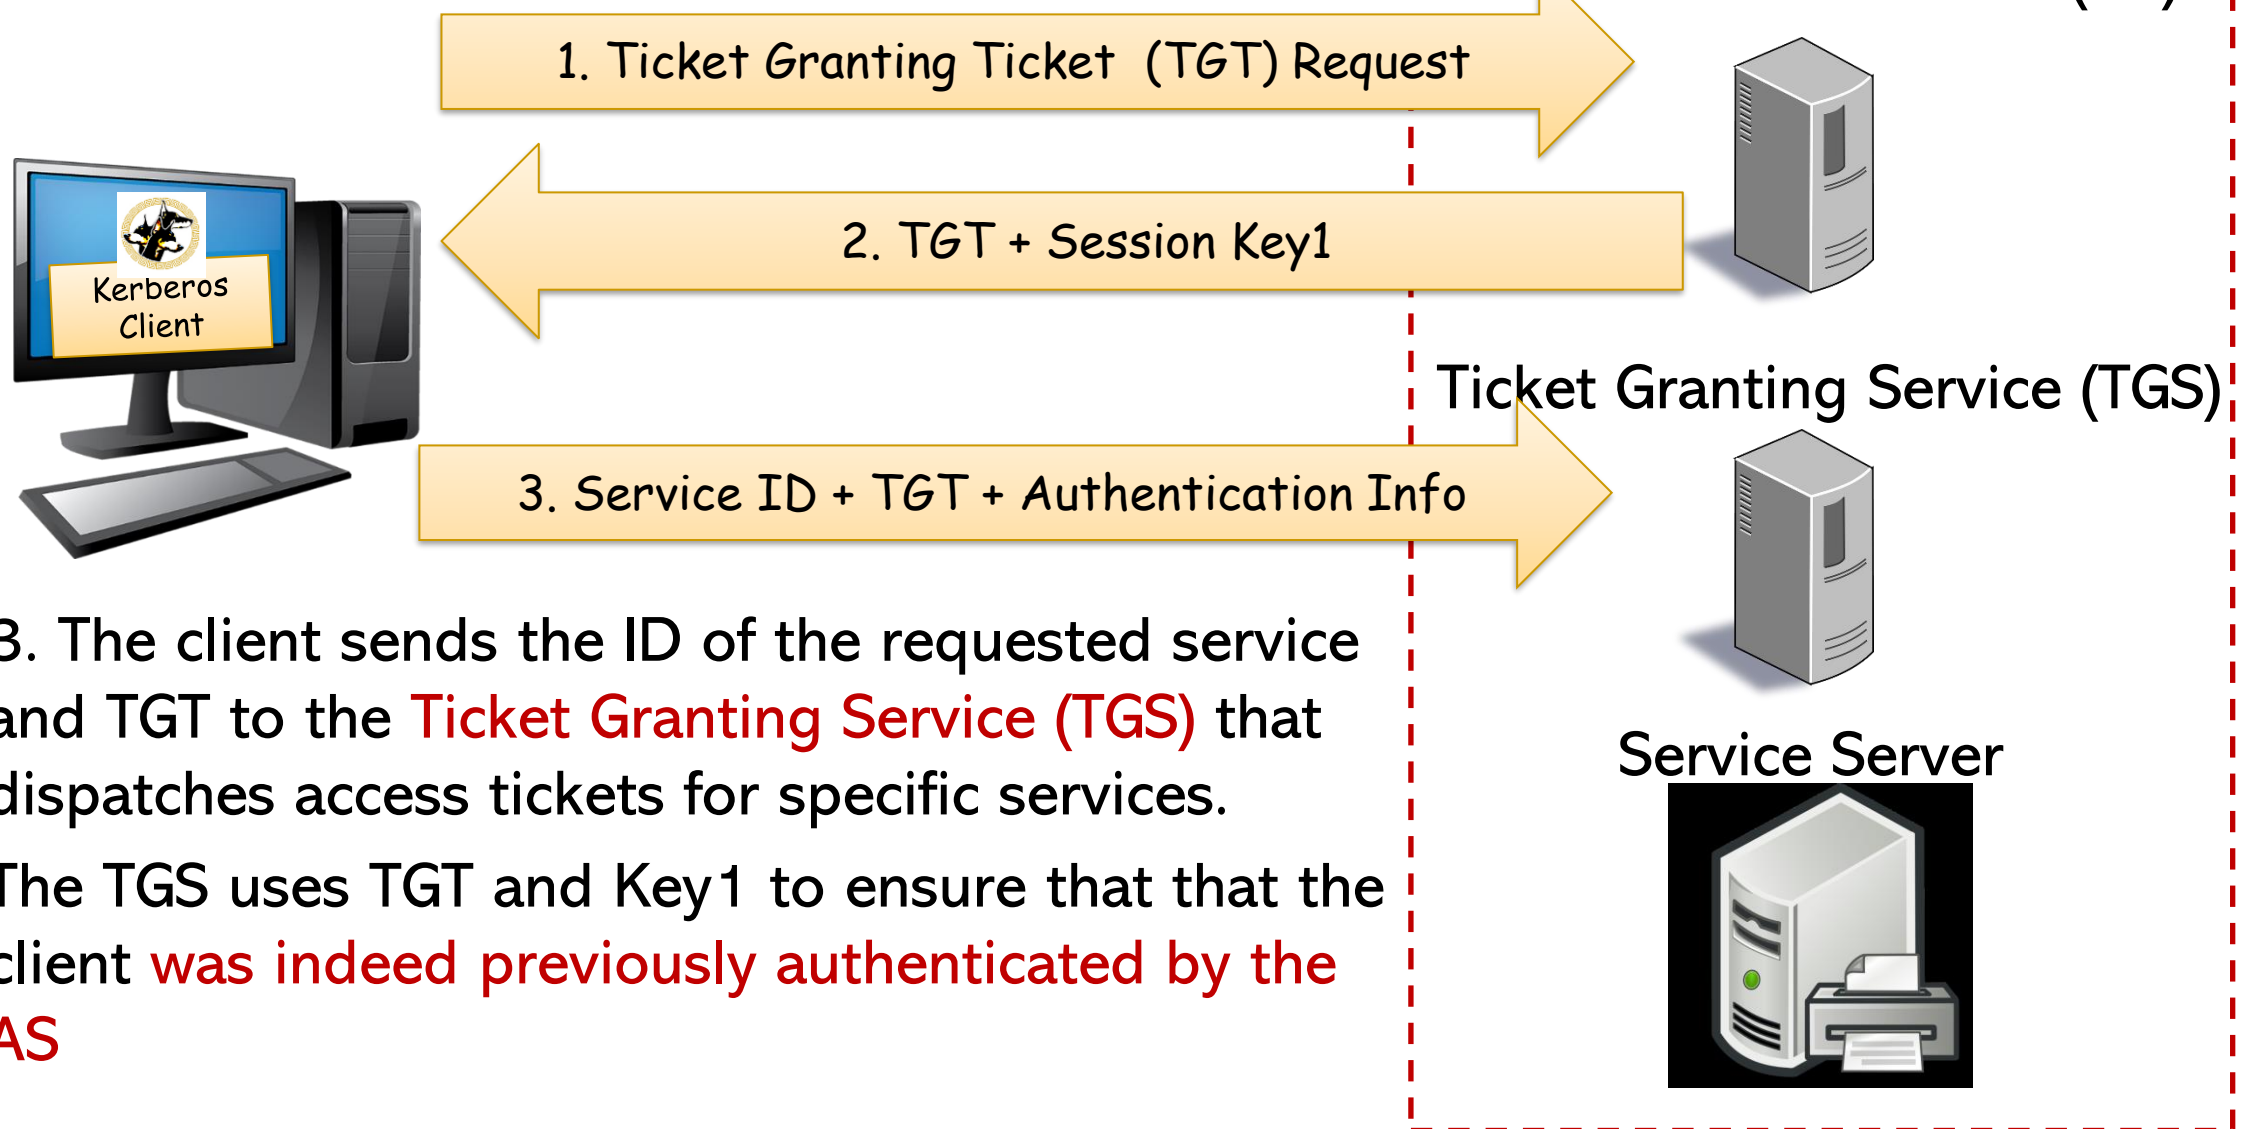 1. Ticket Granting Ticket (TGT) Request
2. TGT + Session Key1
Kerberos
Client
Ticket Granting Service (TGS)
3. Service ID + TGT + Authentication Info
3. The client sends the ID of the requested service
and TGT to the Ticket Granting Service (TGS) that
dispatches access tickets for specific services.
The TGS uses TGT and Key1 to ensure that that the
client was indeed previously authenticated by the
AS
Service Server